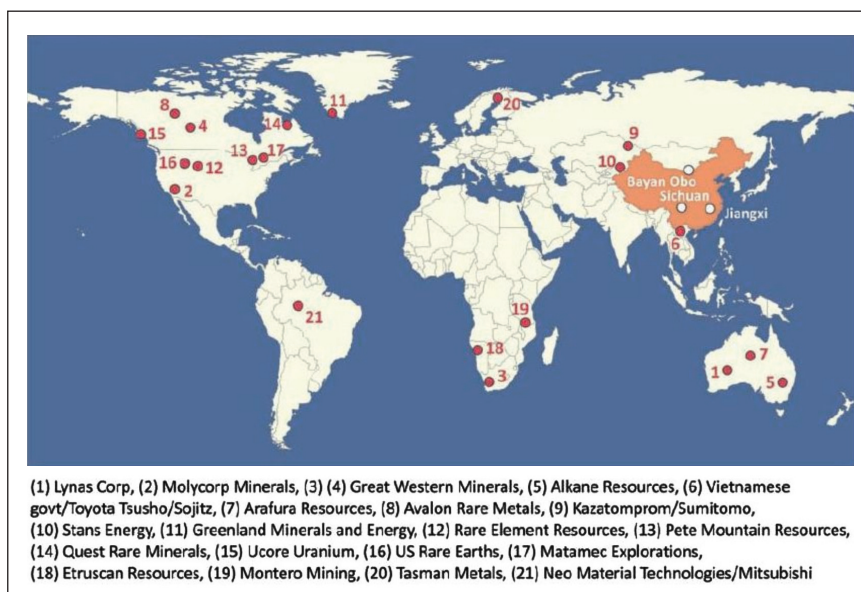 8
4
15
14
11
20
13
17
16
12
2
9
10
Bayan Obo
Sichuan
Jiangxi
6
21
19
18
3
1
7
5
(1) Lynas Corp, (2) Molycorp Minerals, (3) (4) Great Western Minerals, (5) Alkane Resources, (6) Vietnamese
govt/Toyota Tsusho/Sojitz, (7) Arafura Resources, (8) Avalon Rare Metals, (9) Kazatomprom/Sumitomo,
(10) Stans Energy, (11) Greenland Minerals and Energy, (12) Rare Element Resources, (13) Pete Mountain Resources,
(14) Quest Rare Minerals, (15) Ucore Uranium, (16) US Rare Earths, (17) Matamec Explorations,
(18) Etruscan Resources, (19) Montero Mining, (20) Tasman Metals, (21) Neo Material Technologies/Mitsubishi